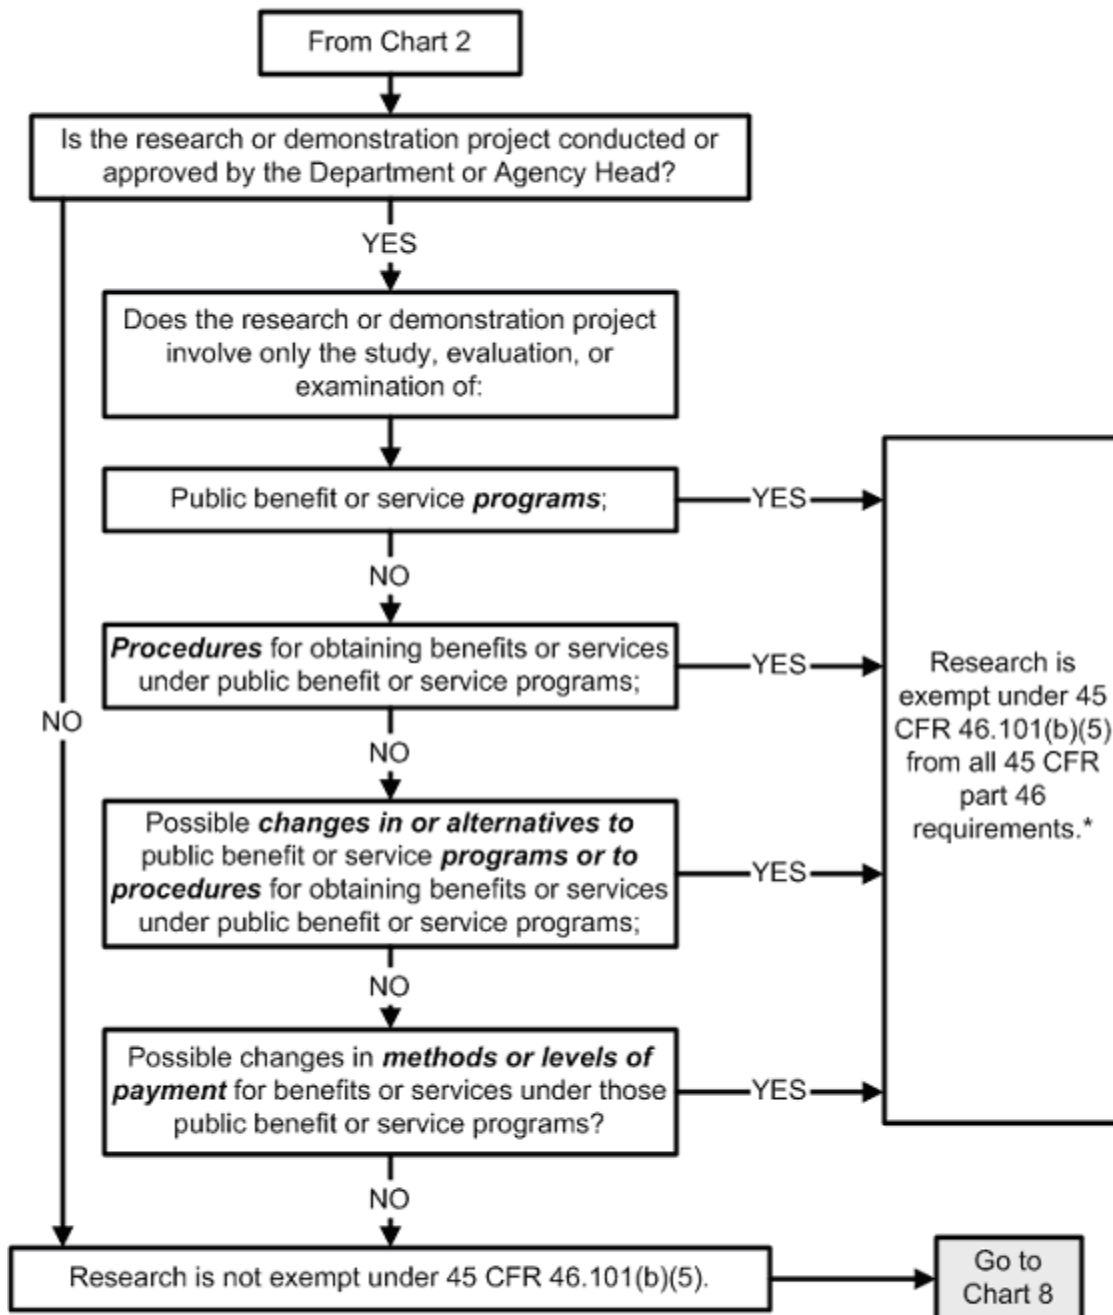 From Chart 2
Is the research or demonstration project conducted or
approved by the Department or Agency Head?
YES
Does the research or demonstration project
involve only the study, evaluation, or
examination of:
Public benefit or service programs;
YES
NO
Procedures for obtaining benefits or services
under public benefit or service programs;
YES
NO
NO
Possible changes in or alternatives to
public benefit or service programs or to
procedures for obtaining benefits or services
under public benefit or service programs;
YES
NO
Possible changes in methods or levels of
payment for benefits or services under those
public benefit or service programs?
YES
NO
Research is
exempt under 45
CFR 46.101(b)(5)
from all 45 CFR
part 46
requirements.*
Research is not exempt under 45 CFR 46.101(b)(5).
Go to
Chart 8